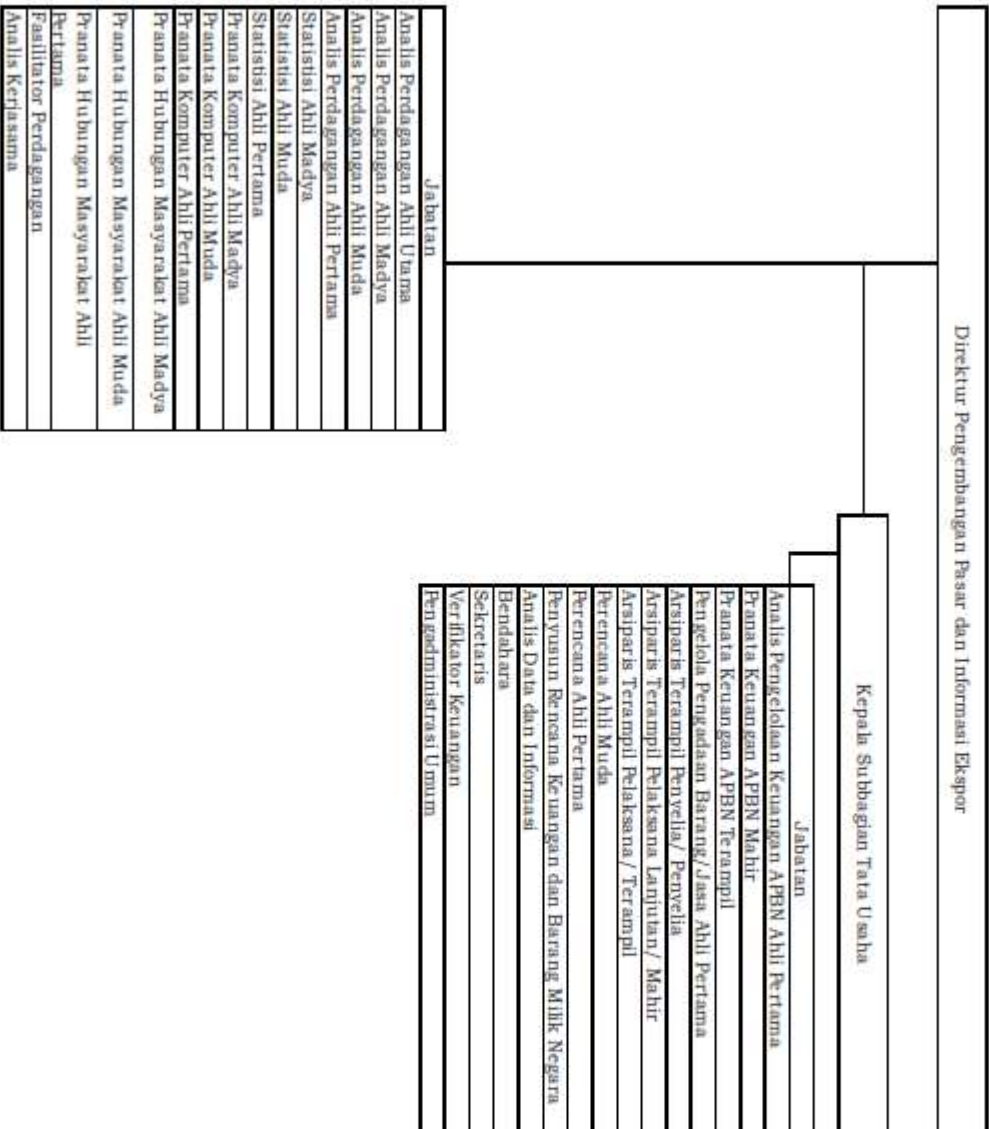 Direktur Pengembangan Pasar dan Informasi Ekspor
Kepala Subbagian Tata Usaha
Jabatan
Analis Pengelolaan Keuangan APBN Ahli Pertama
Pranata Keuangan APBN Mahir
Pranata Keuangan APBN Terampil
Pengelola Pengadaan Barang/Jasa Ahli Pertama
Arsiparis Terampil Penyelia/ Penyelia
Arsiparis Terampil Pelaksana Lanjutan/ Mahir
Arsiparis Terampil Pelaksana/ Terampil
Perencana Ahli Muda
Perencana Ahli Pertama
Penyusun Rencana Keuangan dan Barang Milik Negara
Analis Data dan Informasi
Bendahara
Sekretaris
Verifikator Keuangan
Pengadministrasi Umum
Jabatan
Analis Perdagangan Ahli Utama
Analis Perdagangan Ahli Madya
Analis Perdagangan Ahli Muda
Analis Perdagangan Ahli Pertama
Statistisi Ahli Madya
Statistisi Ahli Muda
Statistisi Ahli Pertama
Pranata Komputer Ahli Madya
Pranata Komputer Ahli Muda
Pranata Komputer Ahli Pertama
Pranata Hubungan Masyarakat Ahli Madya
Pranata Hubungan Masyarakat Ahli Muda
Pranata Hubungan Masyarakat Ahli
Pertama
Fasilitator Perdagangan
Analis Kerjasama